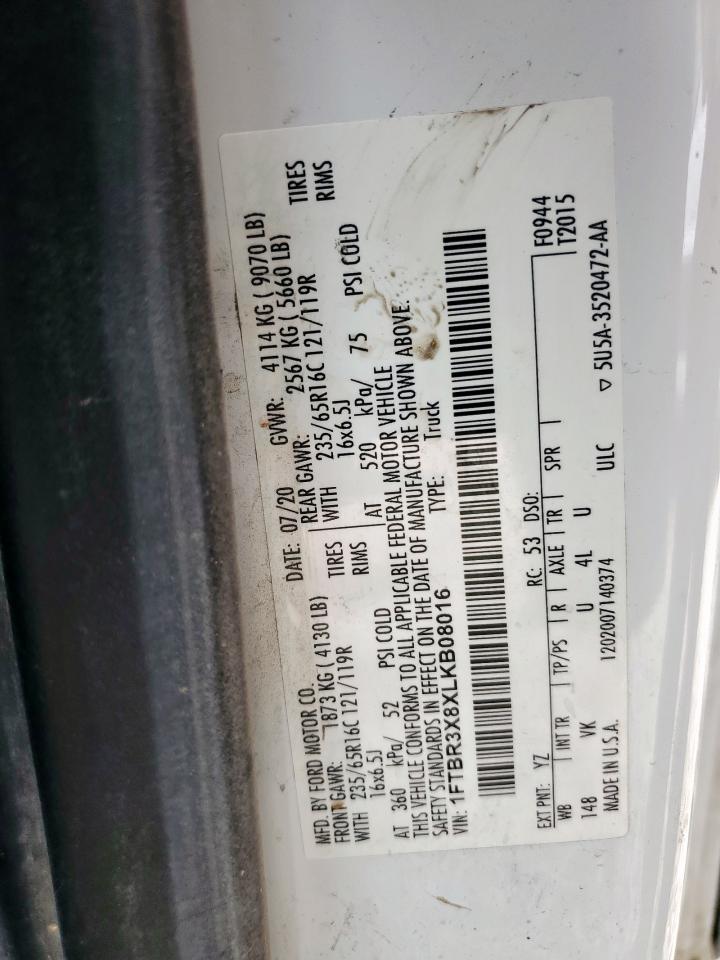 MFD. BY FORD MOTOR CO. DATE: 07/20 GVWR: 4114 KG ( 9070 LB)
FRONT GAWR: 1873 KG ( 4130 LB) REAR GAWR: 2567 KG ( 5660 LB)
WITH 235/65R16C 121/119R TIRES WITH 235/65R16C 121/119R TIRES
16x6.5J RIMS 16x6.5J RIMS
AT 360 kPa/ 52 PSI COLD AT 520 kPa/ 75 PSI COLD
THIS VEHICLE CONFORMS TO ALL APPLICABLE FEDERAL MOTOR VEHICLE
SAFETY STANDARDS IN EFFECT ON THE DATE OF MANUFACTURE SHOWN ABOVE.
VIN: 1FTBR3X8XLKB08016 TYPE: Truck
EXT PNT: YZ RC: 53 DSO: F0944
WB INT TR TP/PS R AXLE TR SPR T2015
148 VK U 4L U
MADE IN U.S.A. 1202007140374 ULC ▽ 5U5A-3520472-AA